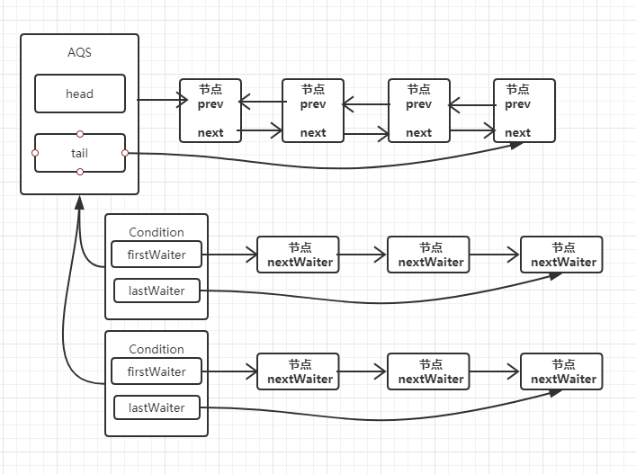 AQS
head
tail
节点 节点 节点 节点
prev prev prev prev
next next next next
Condition
firstWaiter
lastWaiter
节点 节点 节点
nextWaiter nextWaiter nextWaiter
Condition
firstWaiter
lastWaiter
节点 节点 节点
nextWaiter nextWaiter nextWaiter